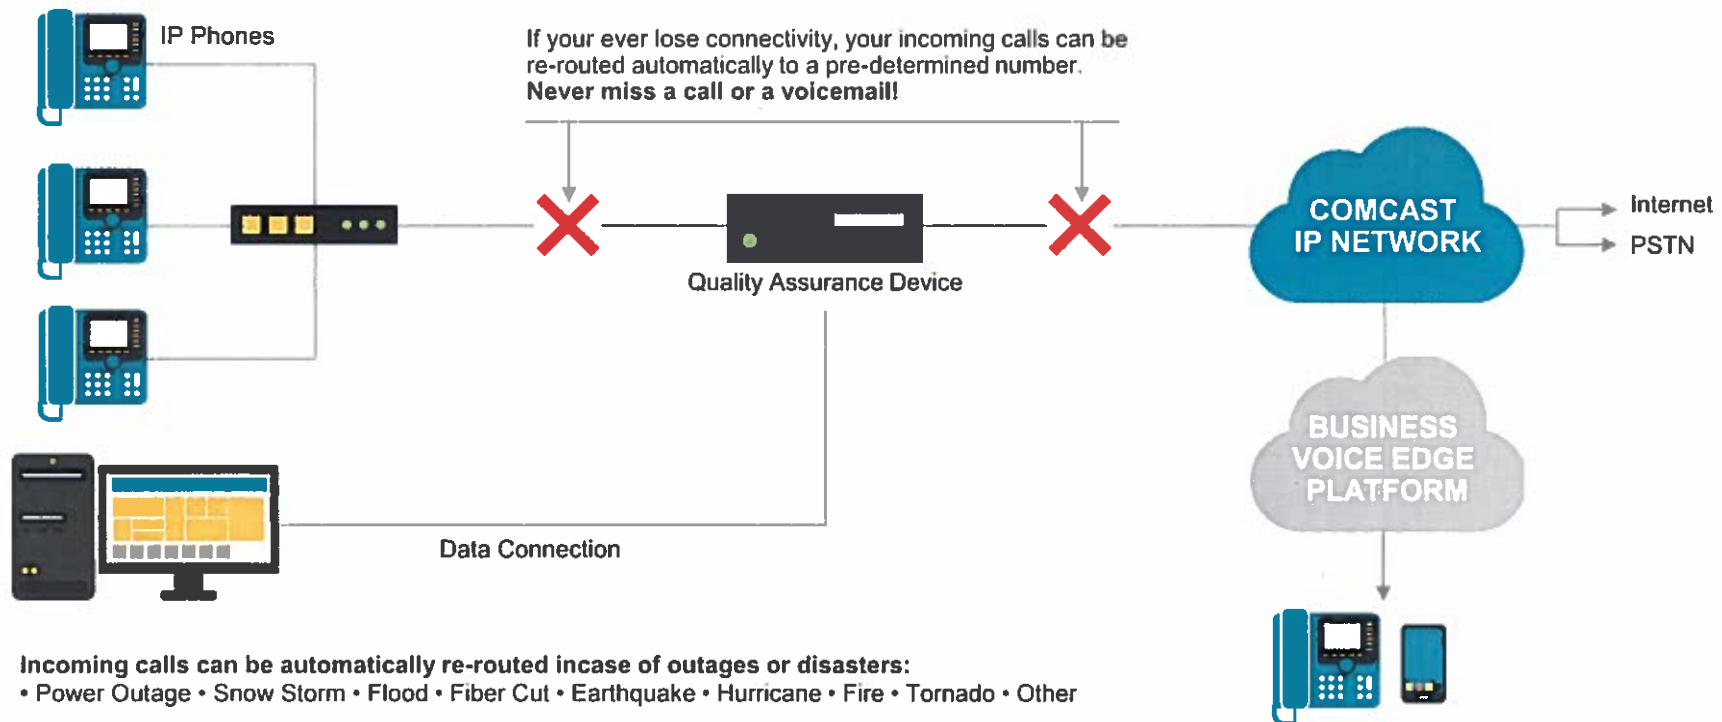 IP Phones
If your ever lose connectivity, your incoming calls can be
re-routed automatically to a pre-determined number.
Never miss a call or a voicemail!
COMCAST
IP NETWORK
Internet
PSTN
Quality Assurance Device
BUSINESS
VOICE EDGE
PLATFORM
Data Connection
Incoming calls can be automatically re-routed incase of outages or disasters:
• Power Outage • Snow Storm • Flood • Fiber Cut • Earthquake • Hurricane • Fire • Tornado • Other